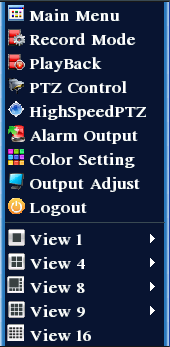 Main Menu
Record Mode
PlayBack
PTZ Control
HighSpeedPTZ
Alarm Output
Color Setting
Output Adjust
Logout
View 1
View 4
View 8
View 9
View 16